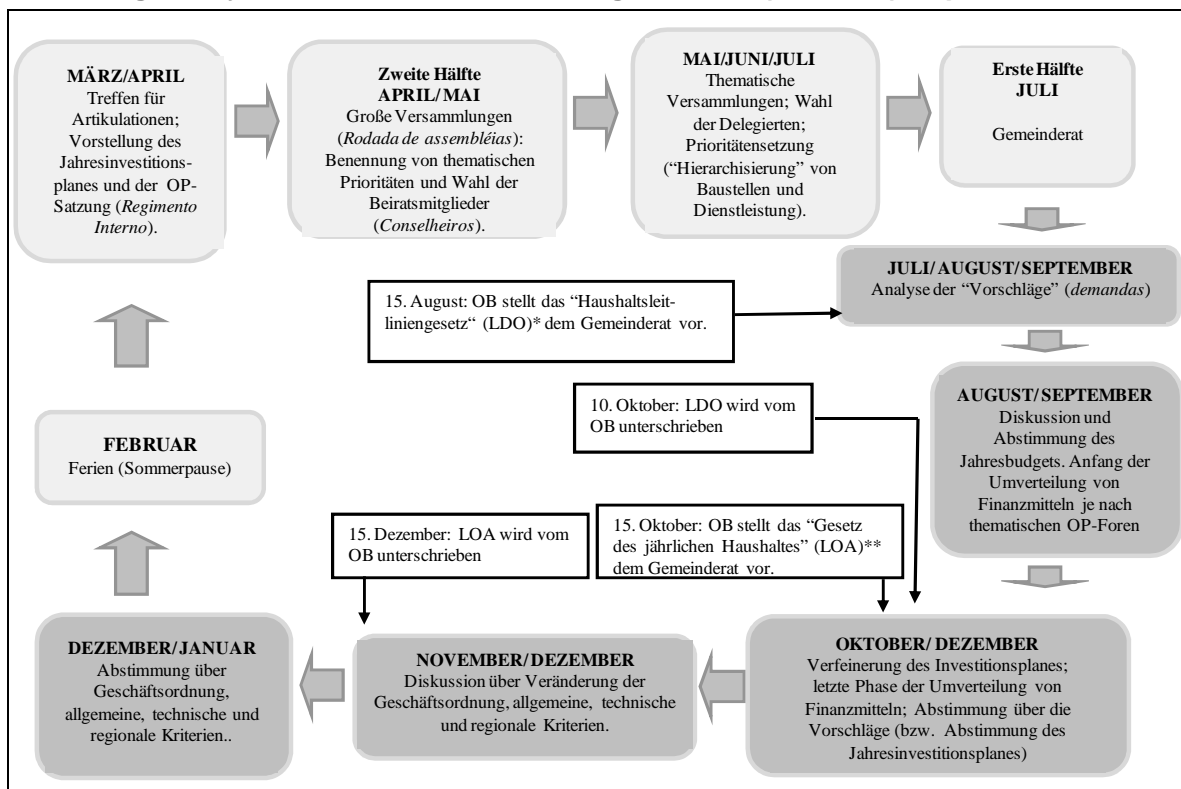 MÄRZ/APRIL
Treffen für
Artikulationen;
Vorstellung des
Jahresinvestitions-
planes und der OP-
Satzung (Regimento
Interno).
Zweite Hälfte
APRIL/ MAI
Große Versammlungen
(Rodada de assembléias):
Benennung von thematischen
Prioritäten und Wahl der
Beiratsmitglieder
(Conselheiros).
MAI/JUNI/JULI
Thematische
Versammlungen; Wahl
der Delegierten;
Prioritätensetzung
(“Hierarchisierung” von
Baustellen und
Dienstleistung).
Erste Hälfte
JULI
Gemeinderat
JULI/ AUGUST/ SEPTEMBER
Analyse der “Vorschläge” (demandas)
15. August: OB stellt das “Haushaltsleit-
liniengesetz“ (LDO)* dem Gemeinderat vor.
AUGUST/ SEPTEMBER
Diskussion und
Abstimmung des
Jahresbudgets. Anfang der
Umverteilung von
Finanzmitteln je nach
thematischen OP-Foren
10. Oktober: LDO wird vom
OB unterschrieben
FEBRUAR
Ferien (Sommerpause)
15. Dezember: LOA wird vom
OB unterschrieben
15. Oktober: OB stellt das “Gesetz
des jährlichen Haushaltes” (LOA)**
dem Gemeinderat vor.
OKTOBER/ DEZEMBER
Verfeinerung des Investitionsplanes;
letzte Phase der Umverteilung von
Finanzmitteln; Abstimmung über die
Vorschläge (bzw. Abstimmung des
Jahresinvestitionsplanes)
NOVEMBER/ DEZEMBER
Diskussion über Veränderung der
Geschäftsordnung, allgemeine, technische
und regionale Kriterien.
DEZEMBER/ JANUAR
Abstimmung über
Geschäftsordnung,
allgemeine, technische und
regionale Kriterien..